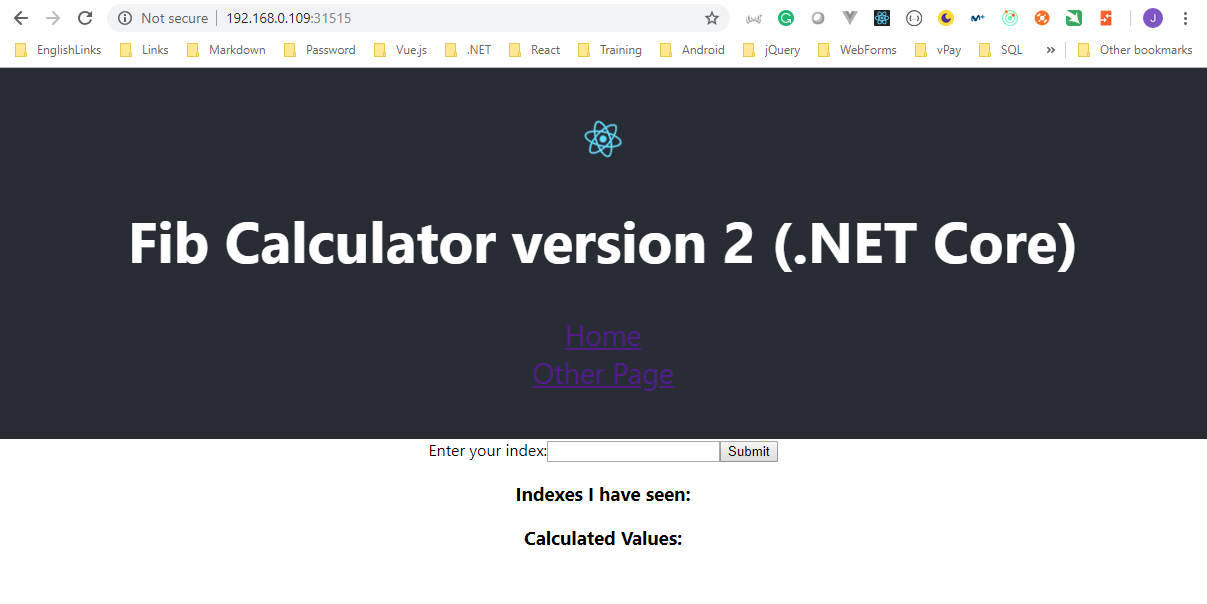 Not secure 192.168.0.109:31515 J
EnglishLinks Links Markdown Password Vue.js .NET React Training Android jQuery WebForms vPay SQL » Other bookmarks
Fib Calculator version 2 (.NET Core)
Home
Other Page
Enter your index: Submit
Indexes I have seen:
Calculated Values: